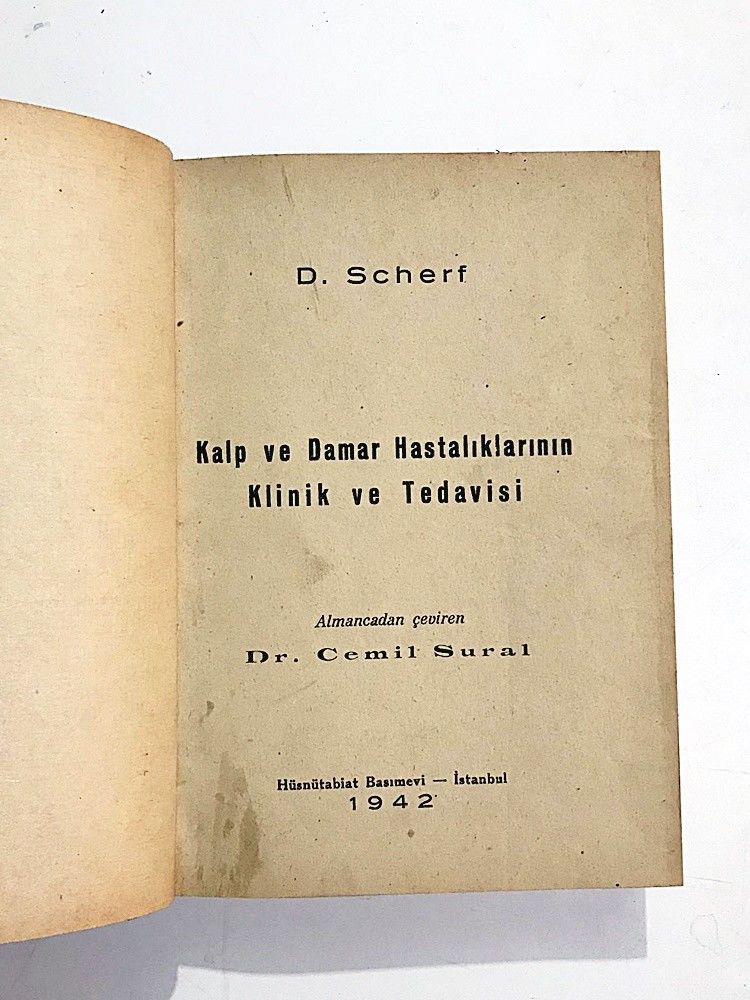 D. Scherf
Kalp ve Damar Hastalıklarının
Klinik ve Tedavisi
Almancadan çeviren
Dr. Cemil Sural
Hüsnütabiat Basımevi — İstanbul
1942